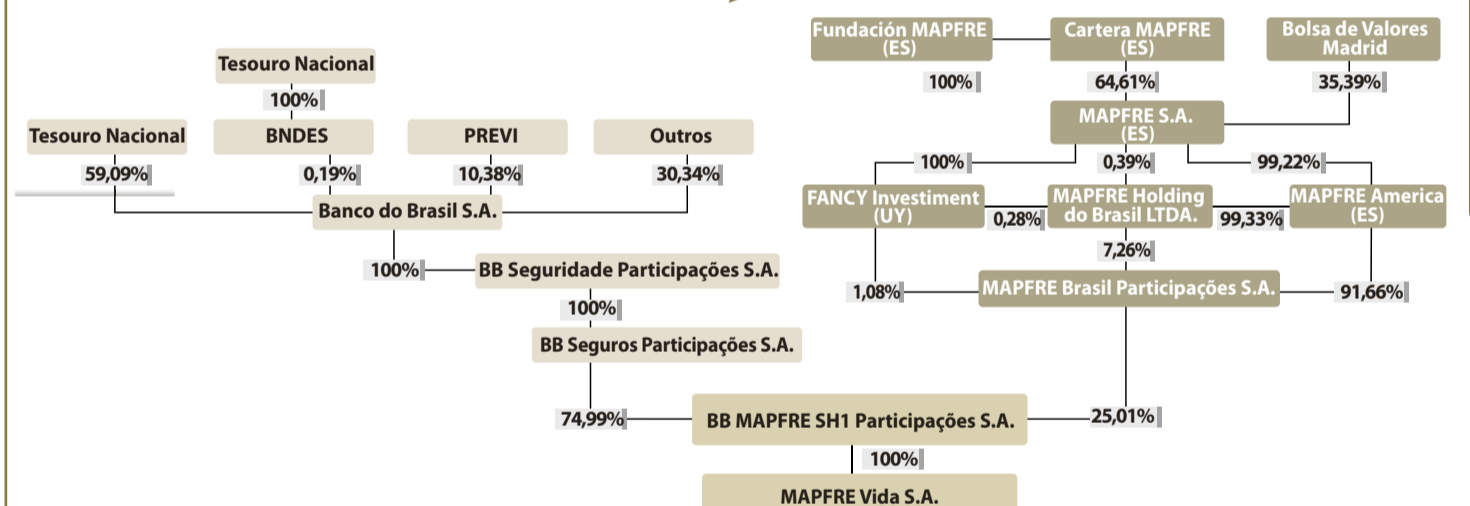 Fundación MAPFRE
(ES)
Cartera MAPFRE
(ES)
Bolsa de Valores
Madrid
Tesouro Nacional
100%
64,61%
35,39%
100%
MAPFRE S.A.
(ES)
Tesouro Nacional
BNDES
PREVI
Outros
100%
0,39%
99,22%
59,09%
0,19%
10,38%
30,34%
FANCY Investiment
(UY)
MAPFRE Holding
do Brasil LTDA.
MAPFRE America
(ES)
0,28%
99,33%
Banco do Brasil S.A.
7,26%
100%
BB Seguridade Participações S.A.
1,08%
MAPFRE Brasil Participações S.A.
91,66%
100%
BB Seguros Participações S.A.
74,99%
BB MAPFRE SH1 Participações S.A.
25,01%
100%
MAPFRE Vida S.A.